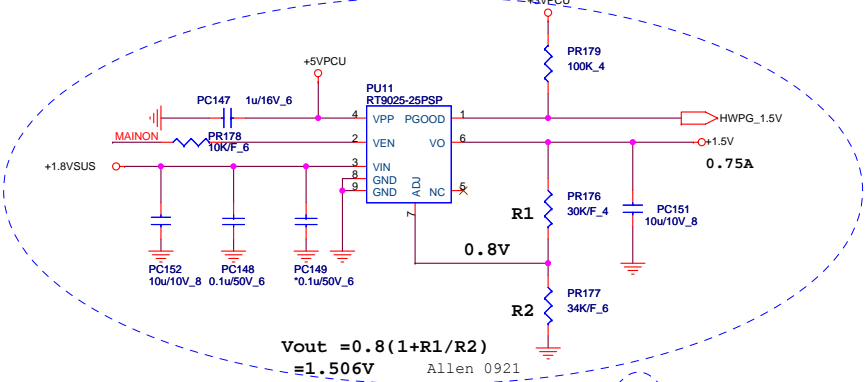 +3VPCU
PR179
100K_4
+5VPCU
PC147
1u/16V_6
PU11
RT9025-25PSP
4 VPP PGOOD 1
HWPG_1.5V
MAINON
PR178
10K/F_6
2 VEN VO 6
+1.5V
0.75A
+1.8VSUS
3 VIN
8 GND
9 GND
ADJ
NC 5
7
R1
PR176
30K/F_4
PC151
10u/10V_8
0.8V
PC152
10u/10V_8
PC148
0.1u/50V_6
PC149
*0.1u/50V_6
R2
PR177
34K/F_6
Vout =0.8(1+R1/R2)
=1.506V
Allen 0921